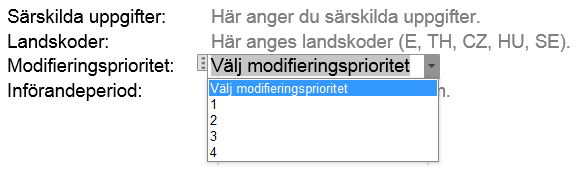 Särskilda uppgifter: Här anger du särskilda uppgifter.
Landskoder: Här anges landskoder (E, TH, CZ, HU, SE).
Modifieringsprioritet: Välj modifieringsprioritet
Införandeperiod:
Välj modifieringsprioritet
1
2
3
4